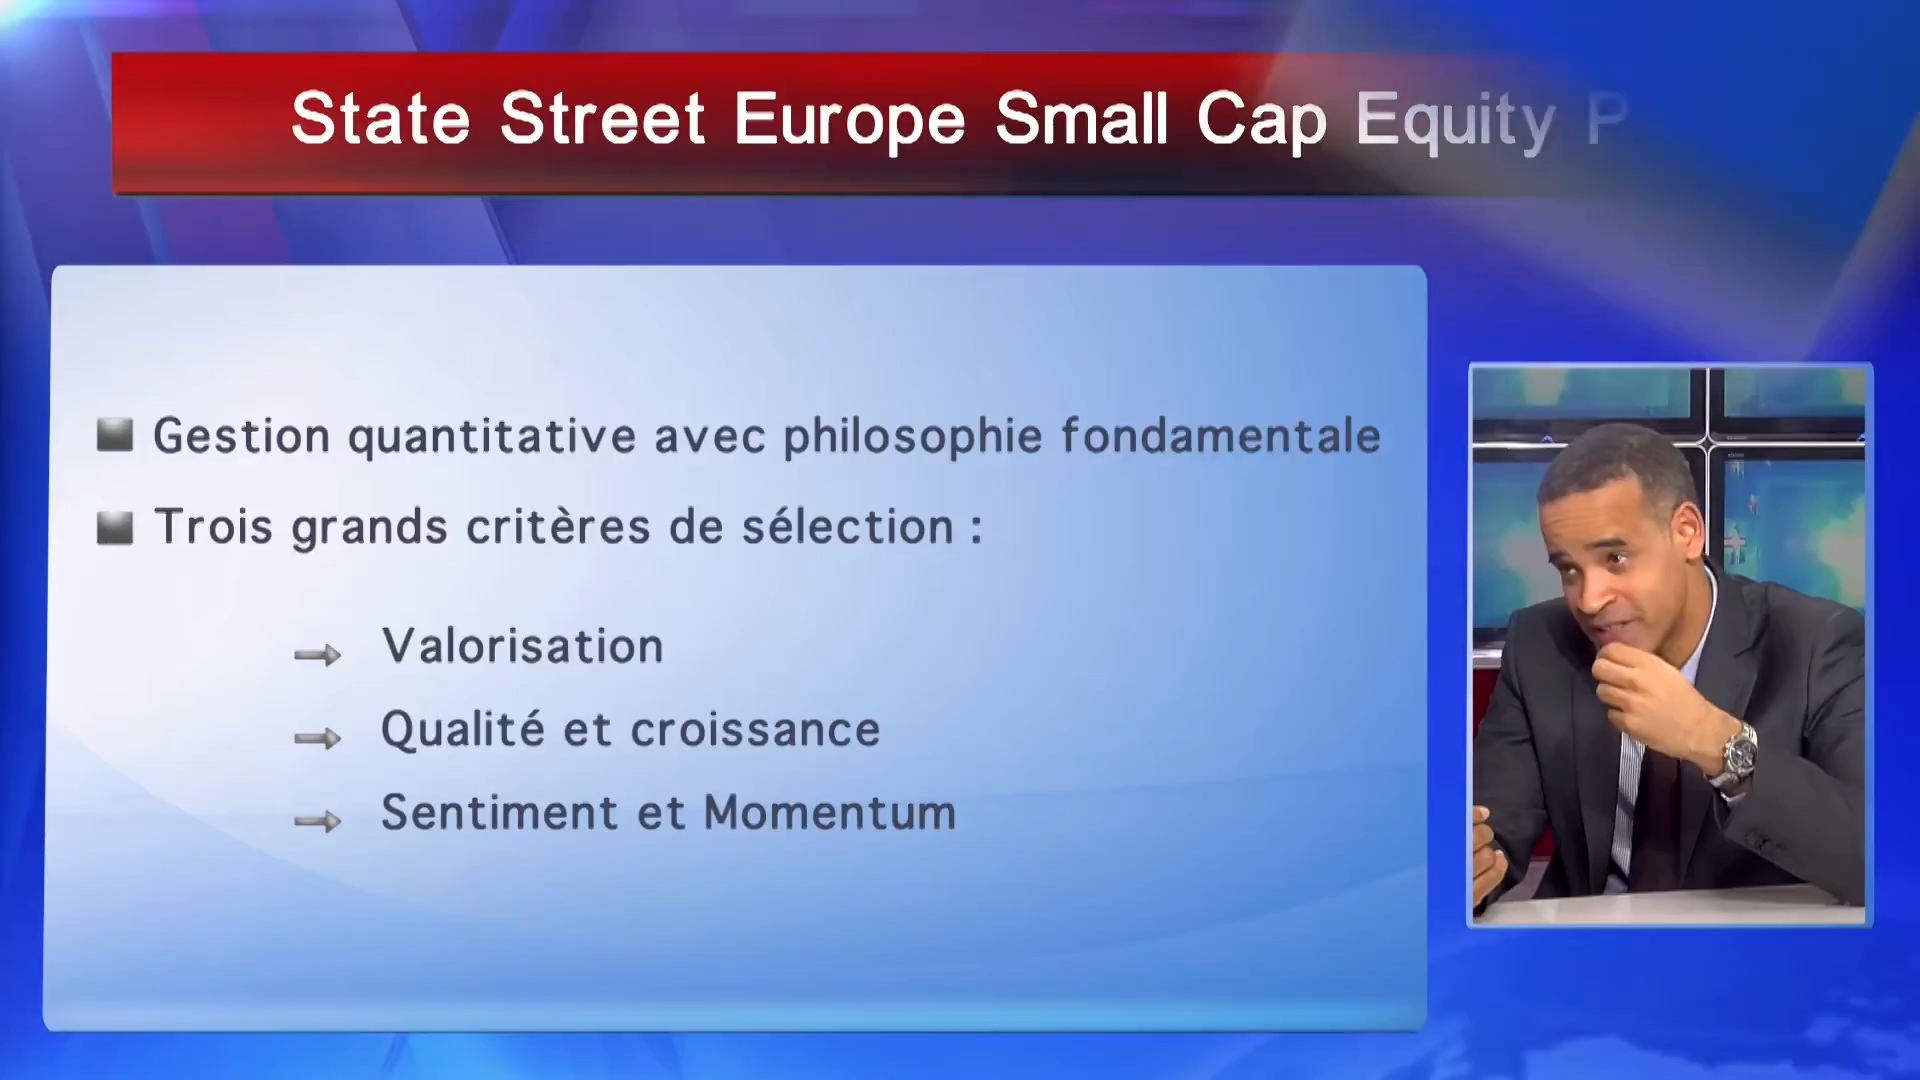 State Street Europe Small Cap Equity P
Gestion quantitative avec philosophie fondamentale
Trois grands critères de sélection :
Valorisation
Qualité et croissance
Sentiment et Momentum